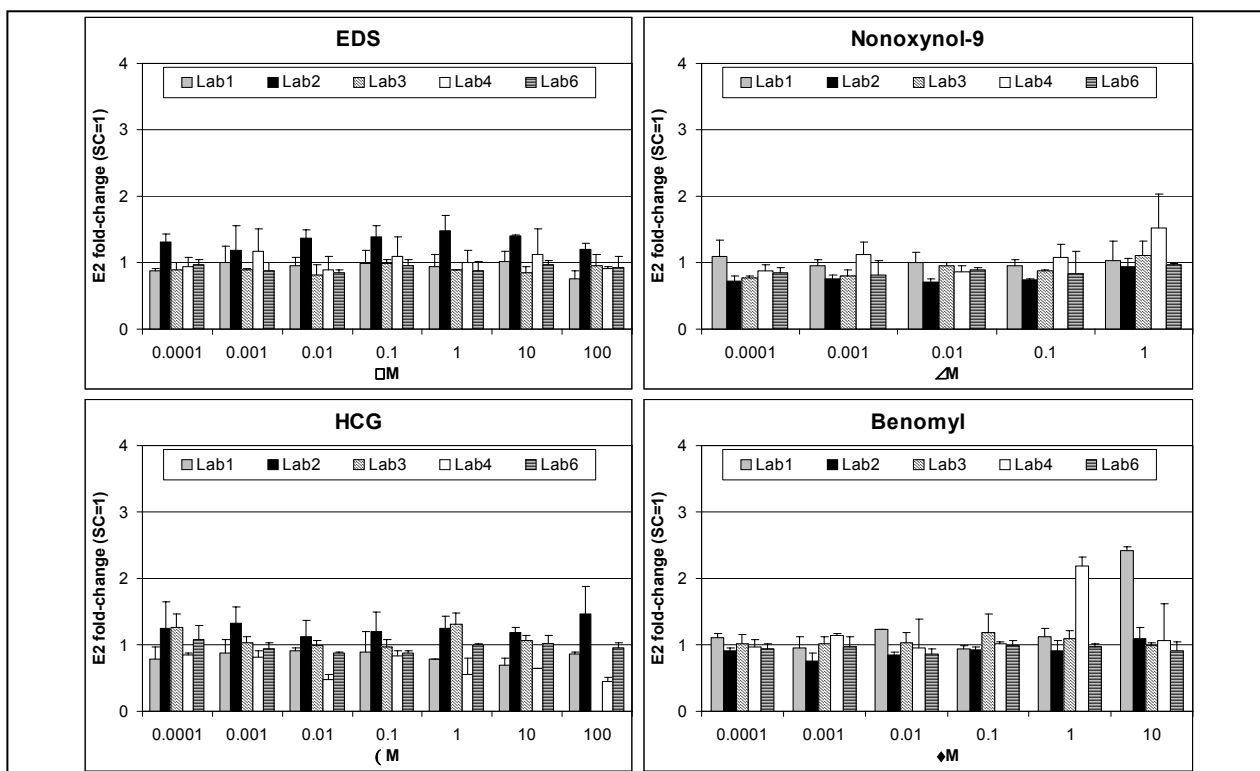 EDS
4
3
2
1
0
E2 fold-change (SC=1)
Lab1 Lab2 Lab3 Lab4 Lab6
0.0001 0.001 0.01 0.1 1 10 100
□M
Nonoxynol-9
4
3
2
1
0
E2 fold-change (SC=1)
Lab1 Lab2 Lab3 Lab4 Lab6
0.0001 0.001 0.01 0.1 1
⊿M
HCG
4
3
2
1
0
E2 fold-change (SC=1)
Lab1 Lab2 Lab3 Lab4 Lab6
0.0001 0.001 0.01 0.1 1 10 100
( M
Benomyl
4
3
2
1
0
E2 fold-change (SC=1)
Lab1 Lab2 Lab3 Lab4 Lab6
0.0001 0.001 0.01 0.1 1 10
♦M